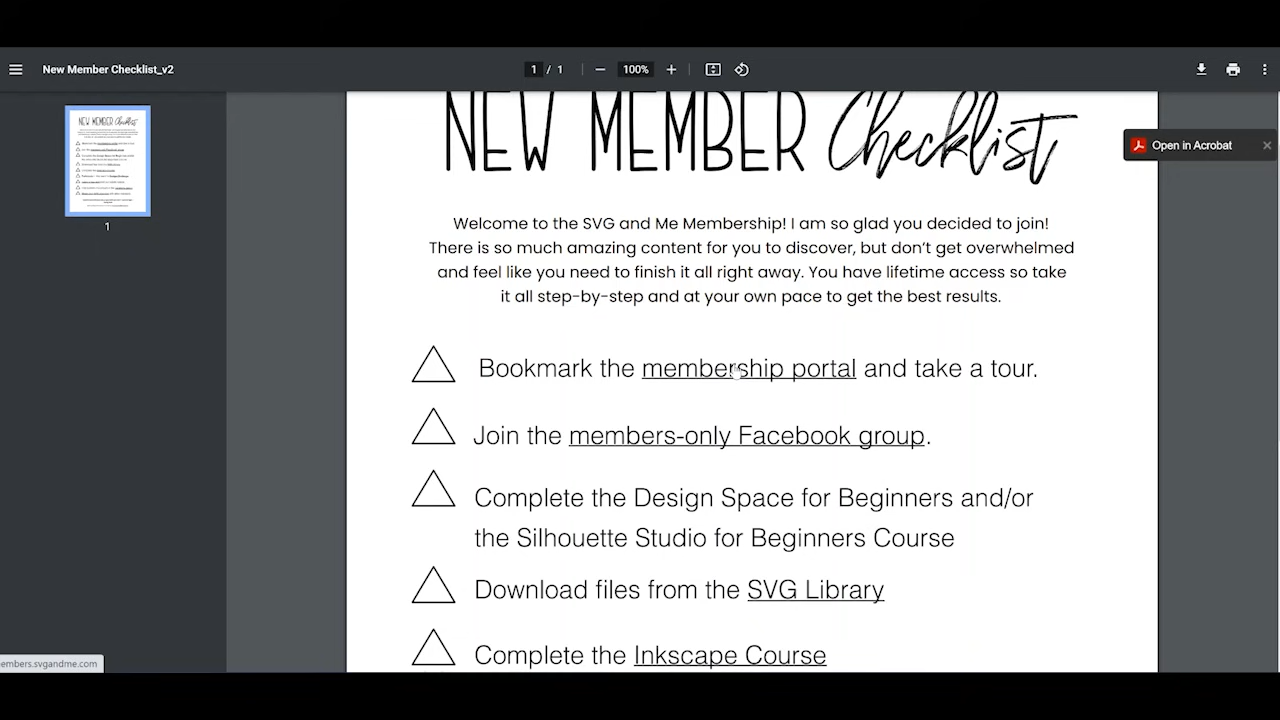 New Member Checklist_v2
1 / 1
100%
Open in Acrobat
1
NEW MEMBER Checklist
Welcome to the SVG and Me Membership! I am so glad you decided to join!
There is so much amazing content for you to discover, but don't get overwhelmed
and feel like you need to finish it all right away. You have lifetime access so take
it all step-by-step and at your own pace to get the best results.
Bookmark the membership portal and take a tour.
Join the members-only Facebook group.
Complete the Design Space for Beginners and/or
the Silhouette Studio for Beginners Course
Download files from the SVG Library
Complete the Inkscape Course
embers.svgandme.com